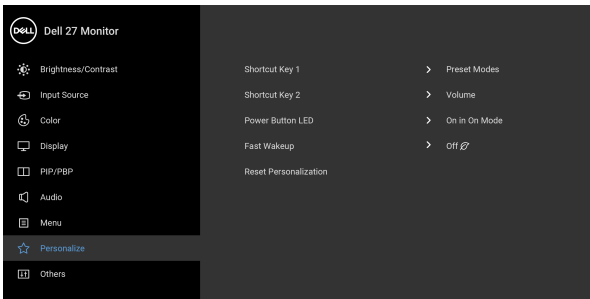 DELL Dell 27 Monitor
Brightness/Contrast
Input Source
Color
Display
PIP/PBP
Audio
Menu
Personalize
Others
Shortcut Key 1 > Preset Modes
Shortcut Key 2 > Volume
Power Button LED > On in On Mode
Fast Wakeup > Off
Reset Personalization